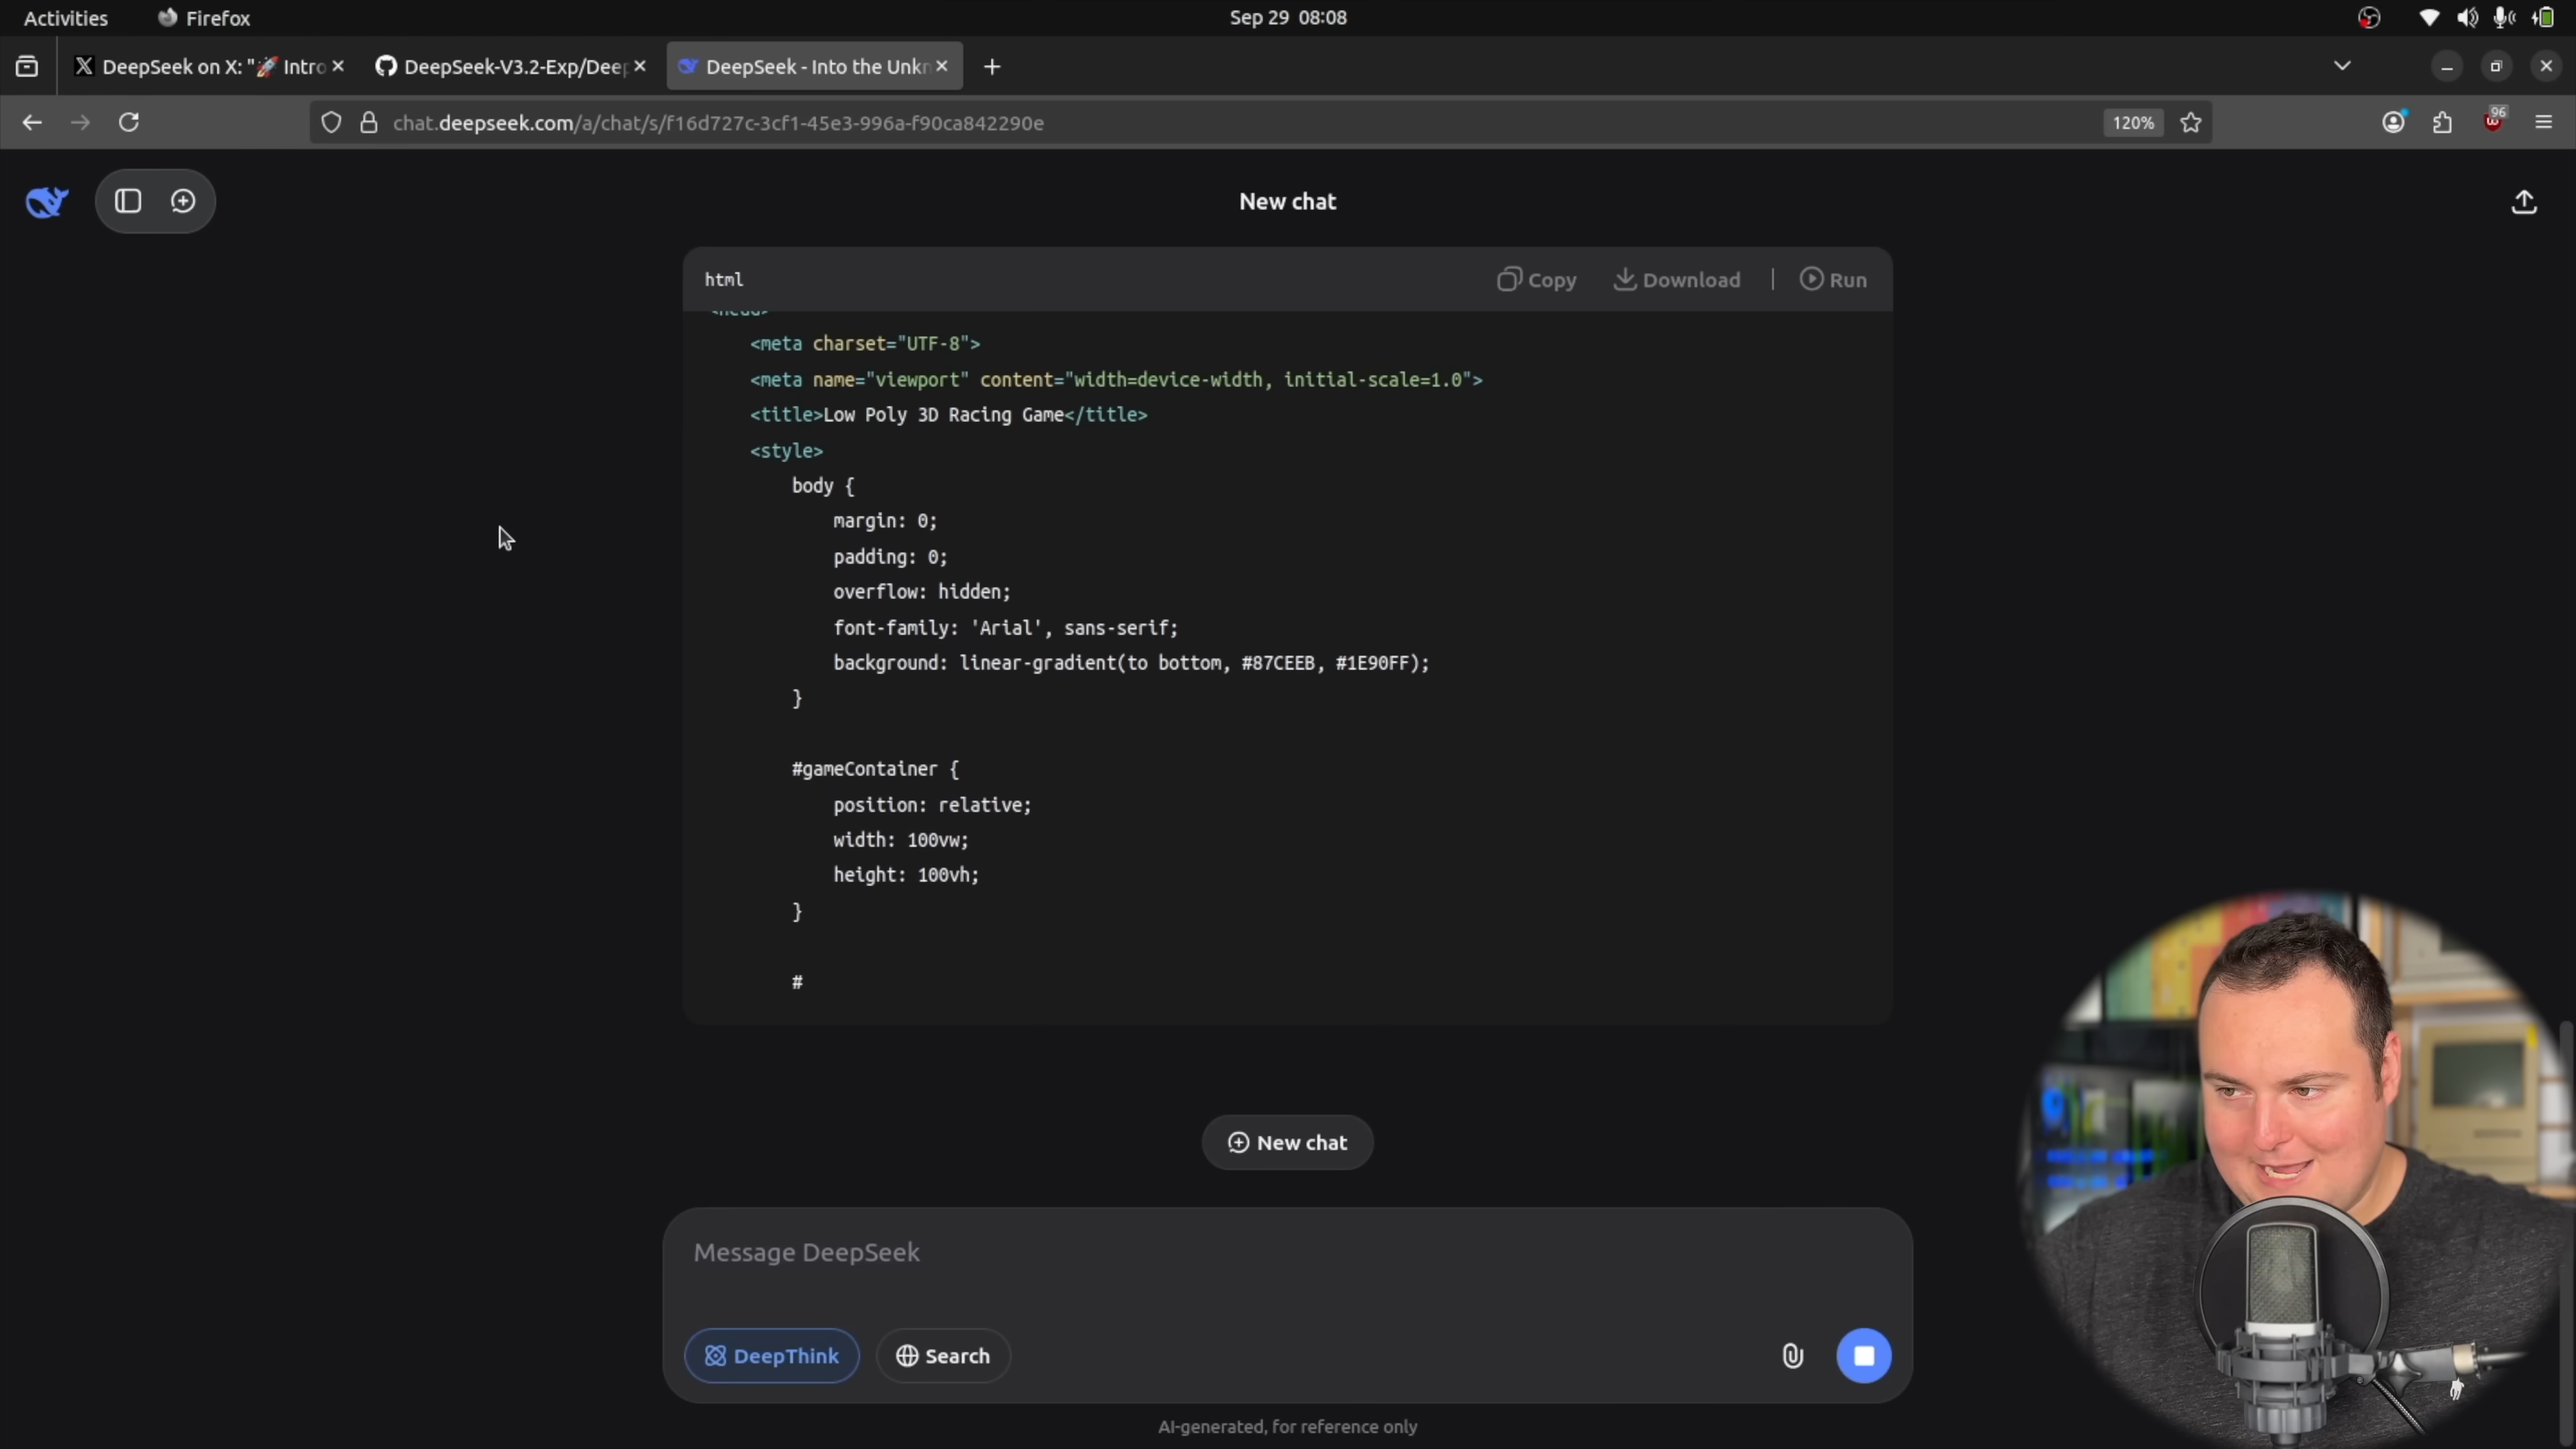 Activities Firefox Sep 29 08:08
DeepSeek on X: "🚀 Intro DeepSeek-V3.2-Exp/Deep DeepSeek - Into the Unkn
chat.deepseek.com/a/chat/s/f16d727c-3cf1-45e3-996a-f90ca842290e 120% 96
New chat
html Copy Download | Run
<head>
<meta charset="UTF-8">
<meta name="viewport" content="width=device-width, initial-scale=1.0">
<title>Low Poly 3D Racing Game</title>
<style>
body {
margin: 0;
padding: 0;
overflow: hidden;
font-family: 'Arial', sans-serif;
background: linear-gradient(to bottom, #87CEEB, #1E90FF);
}
#gameContainer {
position: relative;
width: 100vw;
height: 100vh;
}
#
New chat
Message DeepSeek
DeepThink Search
AI-generated, for reference only